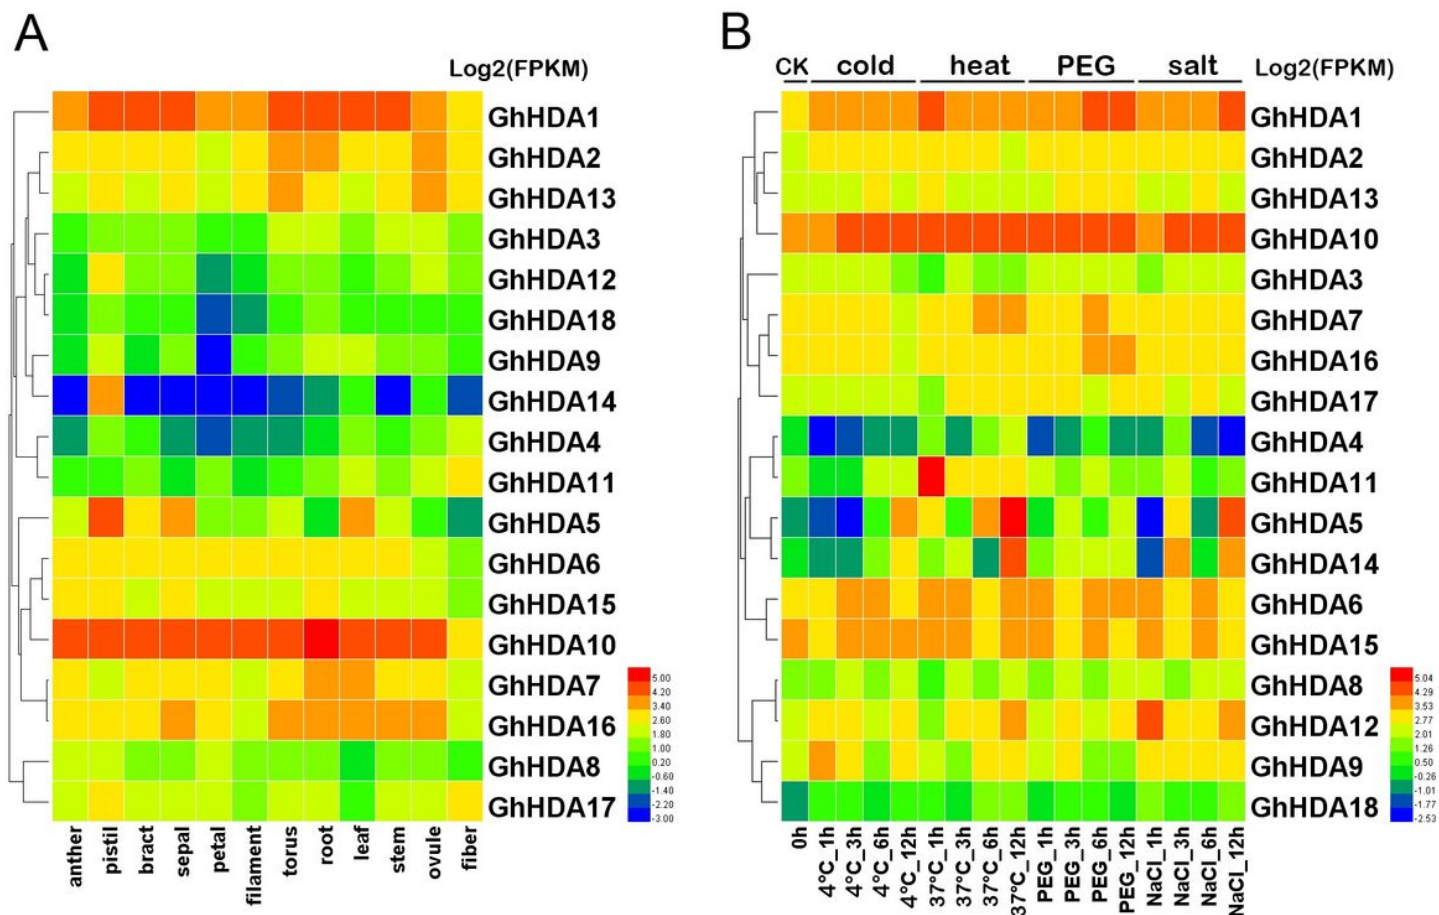 A
Log2(FPKM)
GhHDA1
GhHDA2
GhHDA13
GhHDA3
GhHDA12
GhHDA18
GhHDA9
GhHDA14
GhHDA4
GhHDA11
GhHDA5
GhHDA6
GhHDA15
GhHDA10
GhHDA7
GhHDA16
GhHDA8
GhHDA17
5.00
4.20
3.40
2.60
1.80
1.00
0.20
-0.60
-1.40
-2.20
-3.00
anther
pistil
bract
sepal
petal
filament
torus
root
leaf
stem
ovule
fiber
B
CK cold heat PEG salt Log2(FPKM)
GhHDA1
GhHDA2
GhHDA13
GhHDA10
GhHDA3
GhHDA7
GhHDA16
GhHDA17
GhHDA4
GhHDA11
GhHDA5
GhHDA14
GhHDA6
GhHDA15
GhHDA8
GhHDA12
GhHDA9
GhHDA18
5.04
4.29
3.53
2.77
2.01
1.26
0.50
-0.26
-1.01
-1.77
-2.53
0h
4°C_1h
4°C_3h
4°C_6h
4°C_12h
37°C_1h
37°C_3h
37°C_6h
37°C_12h
PEG_1h
PEG_3h
PEG_6h
PEG_12h
NaCl_1h
NaCl_3h
NaCl_6h
NaCl_12h